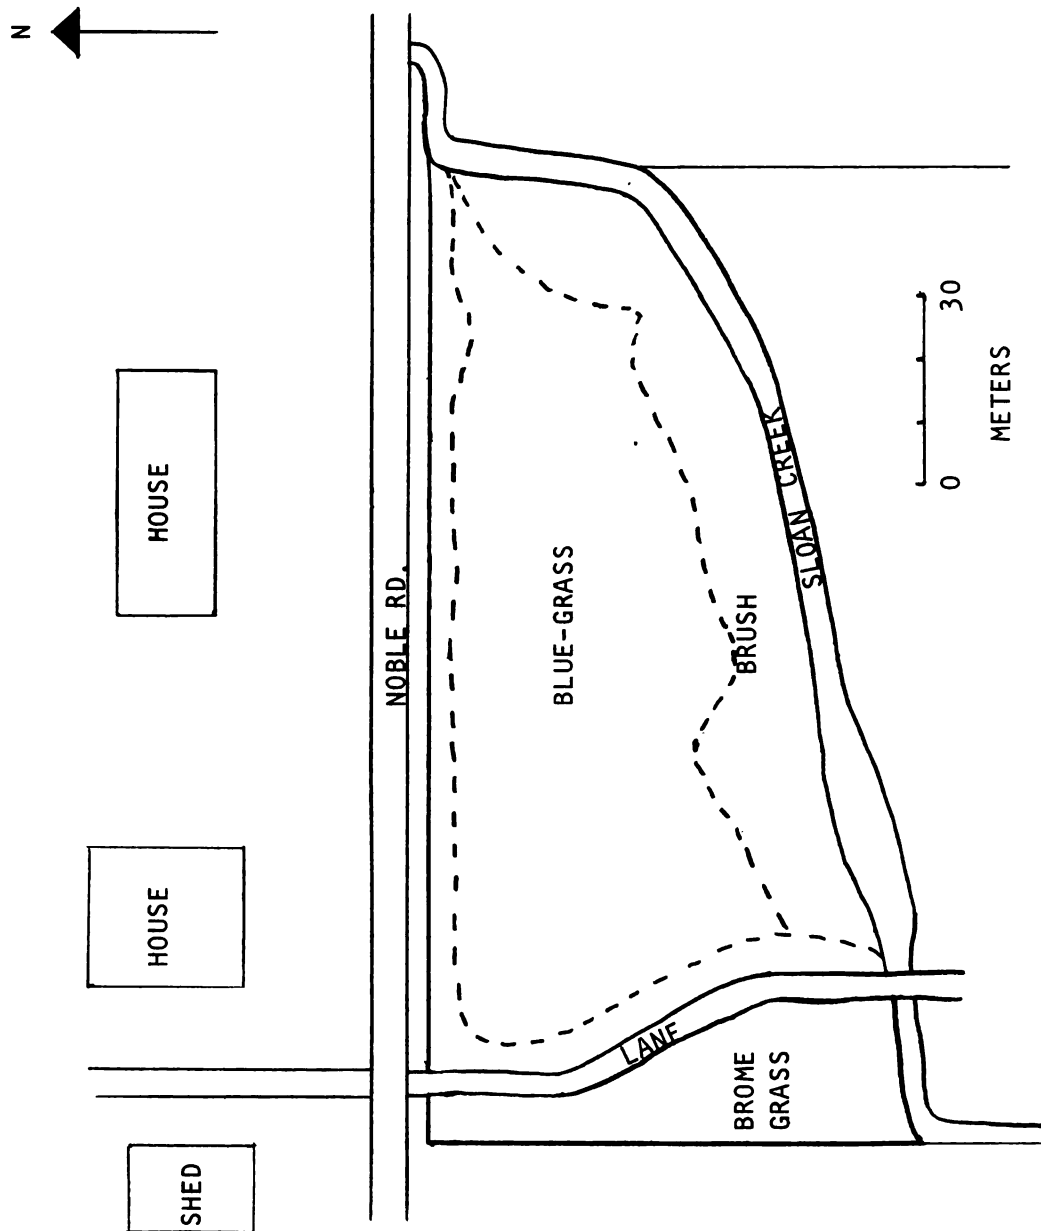 N
SHED
HOUSE
HOUSE
NOBLE RD.
BLUE-GRASS
LANE
BROME
GRASS
BRUSH
SLOAN CREEK
0 30
METERS